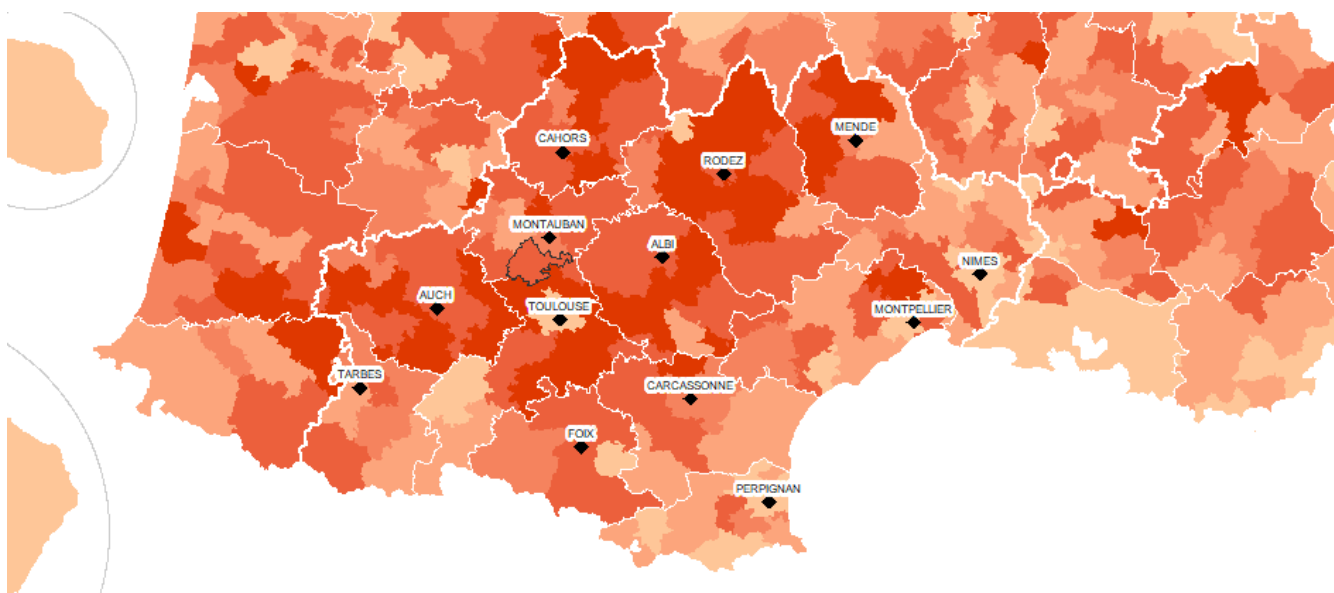 MENDE
CAHORS
RODEZ
MONTAUBAN
ALBI
NIMES
AUCH
TOULOUSE
MONTPELLIER
TARBES
CARCASSONNE
FOIX
PERPIGNAN